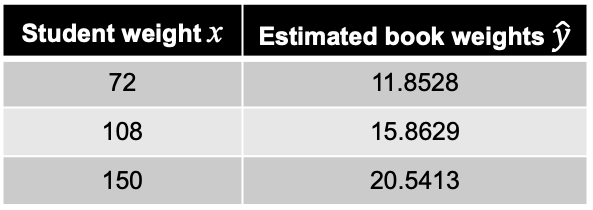 Student weight x Estimated book weights ŷ
72 11.8528
108 15.8629
150 20.5413